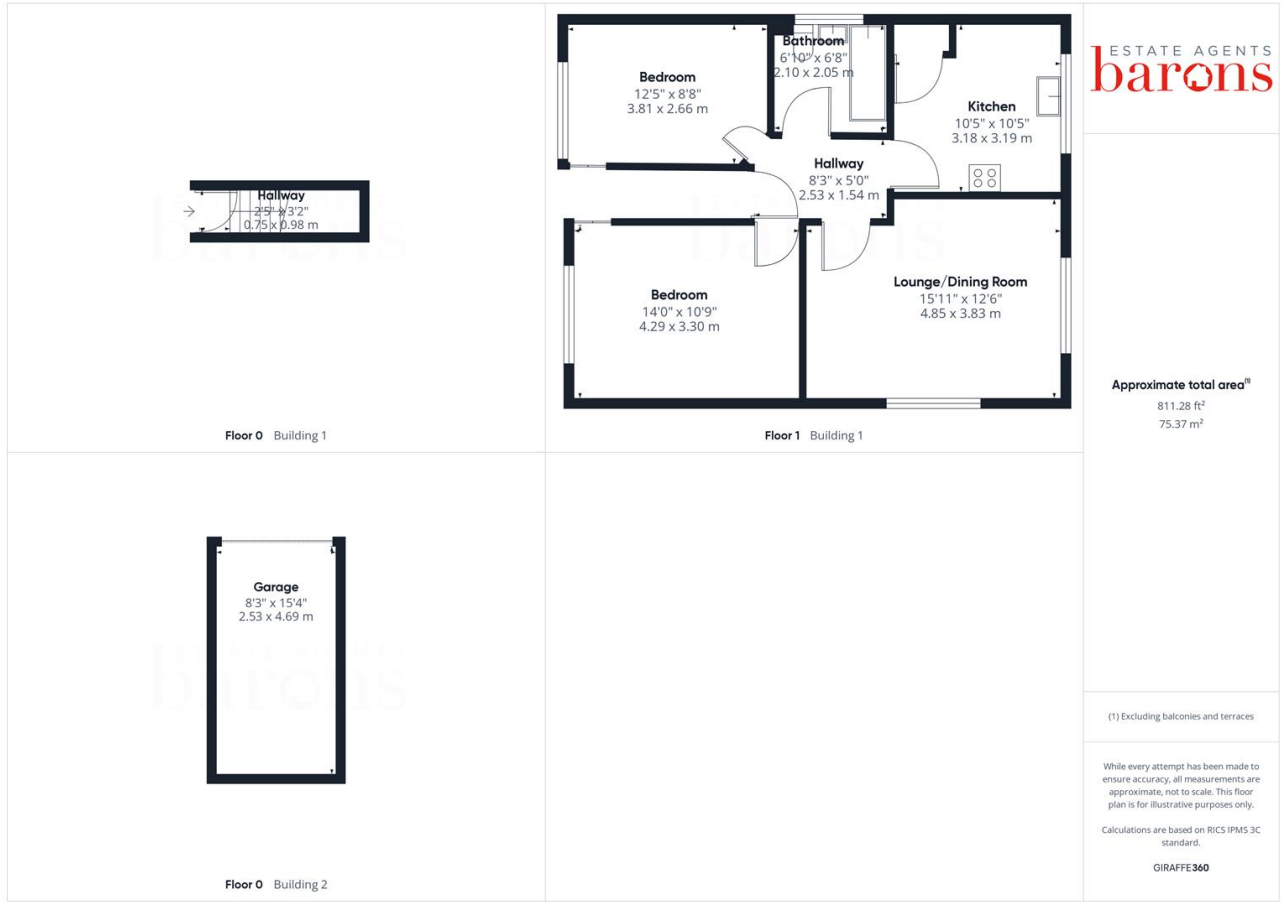 Hallway
2'5" x 3'2"
0.75 x 0.98 m
Floor 0 Building 1
Bedroom
12'5" x 8'8"
3.81 x 2.66 m
Bathroom
6'10" x 6'8"
2.10 x 2.05 m
Kitchen
10'5" x 10'5"
3.18 x 3.19 m
Hallway
8'3" x 5'0"
2.53 x 1.54 m
Bedroom
14'0" x 10'9"
4.29 x 3.30 m
Lounge/Dining Room
15'11" x 12'6"
4.85 x 3.83 m
Floor 1 Building 1
Garage
8'3" x 15'4"
2.53 x 4.69 m
Floor 0 Building 2
ESTATE AGENTS
barons
Approximate total area(1)
811.28 ft²
75.37 m²
(1) Excluding balconies and terraces
While every attempt has been made to
ensure accuracy, all measurements are
approximate, not to scale. This floor
plan is for illustrative purposes only.
Calculations are based on RICS IPMS 3C
standard.
GIRAFFE360